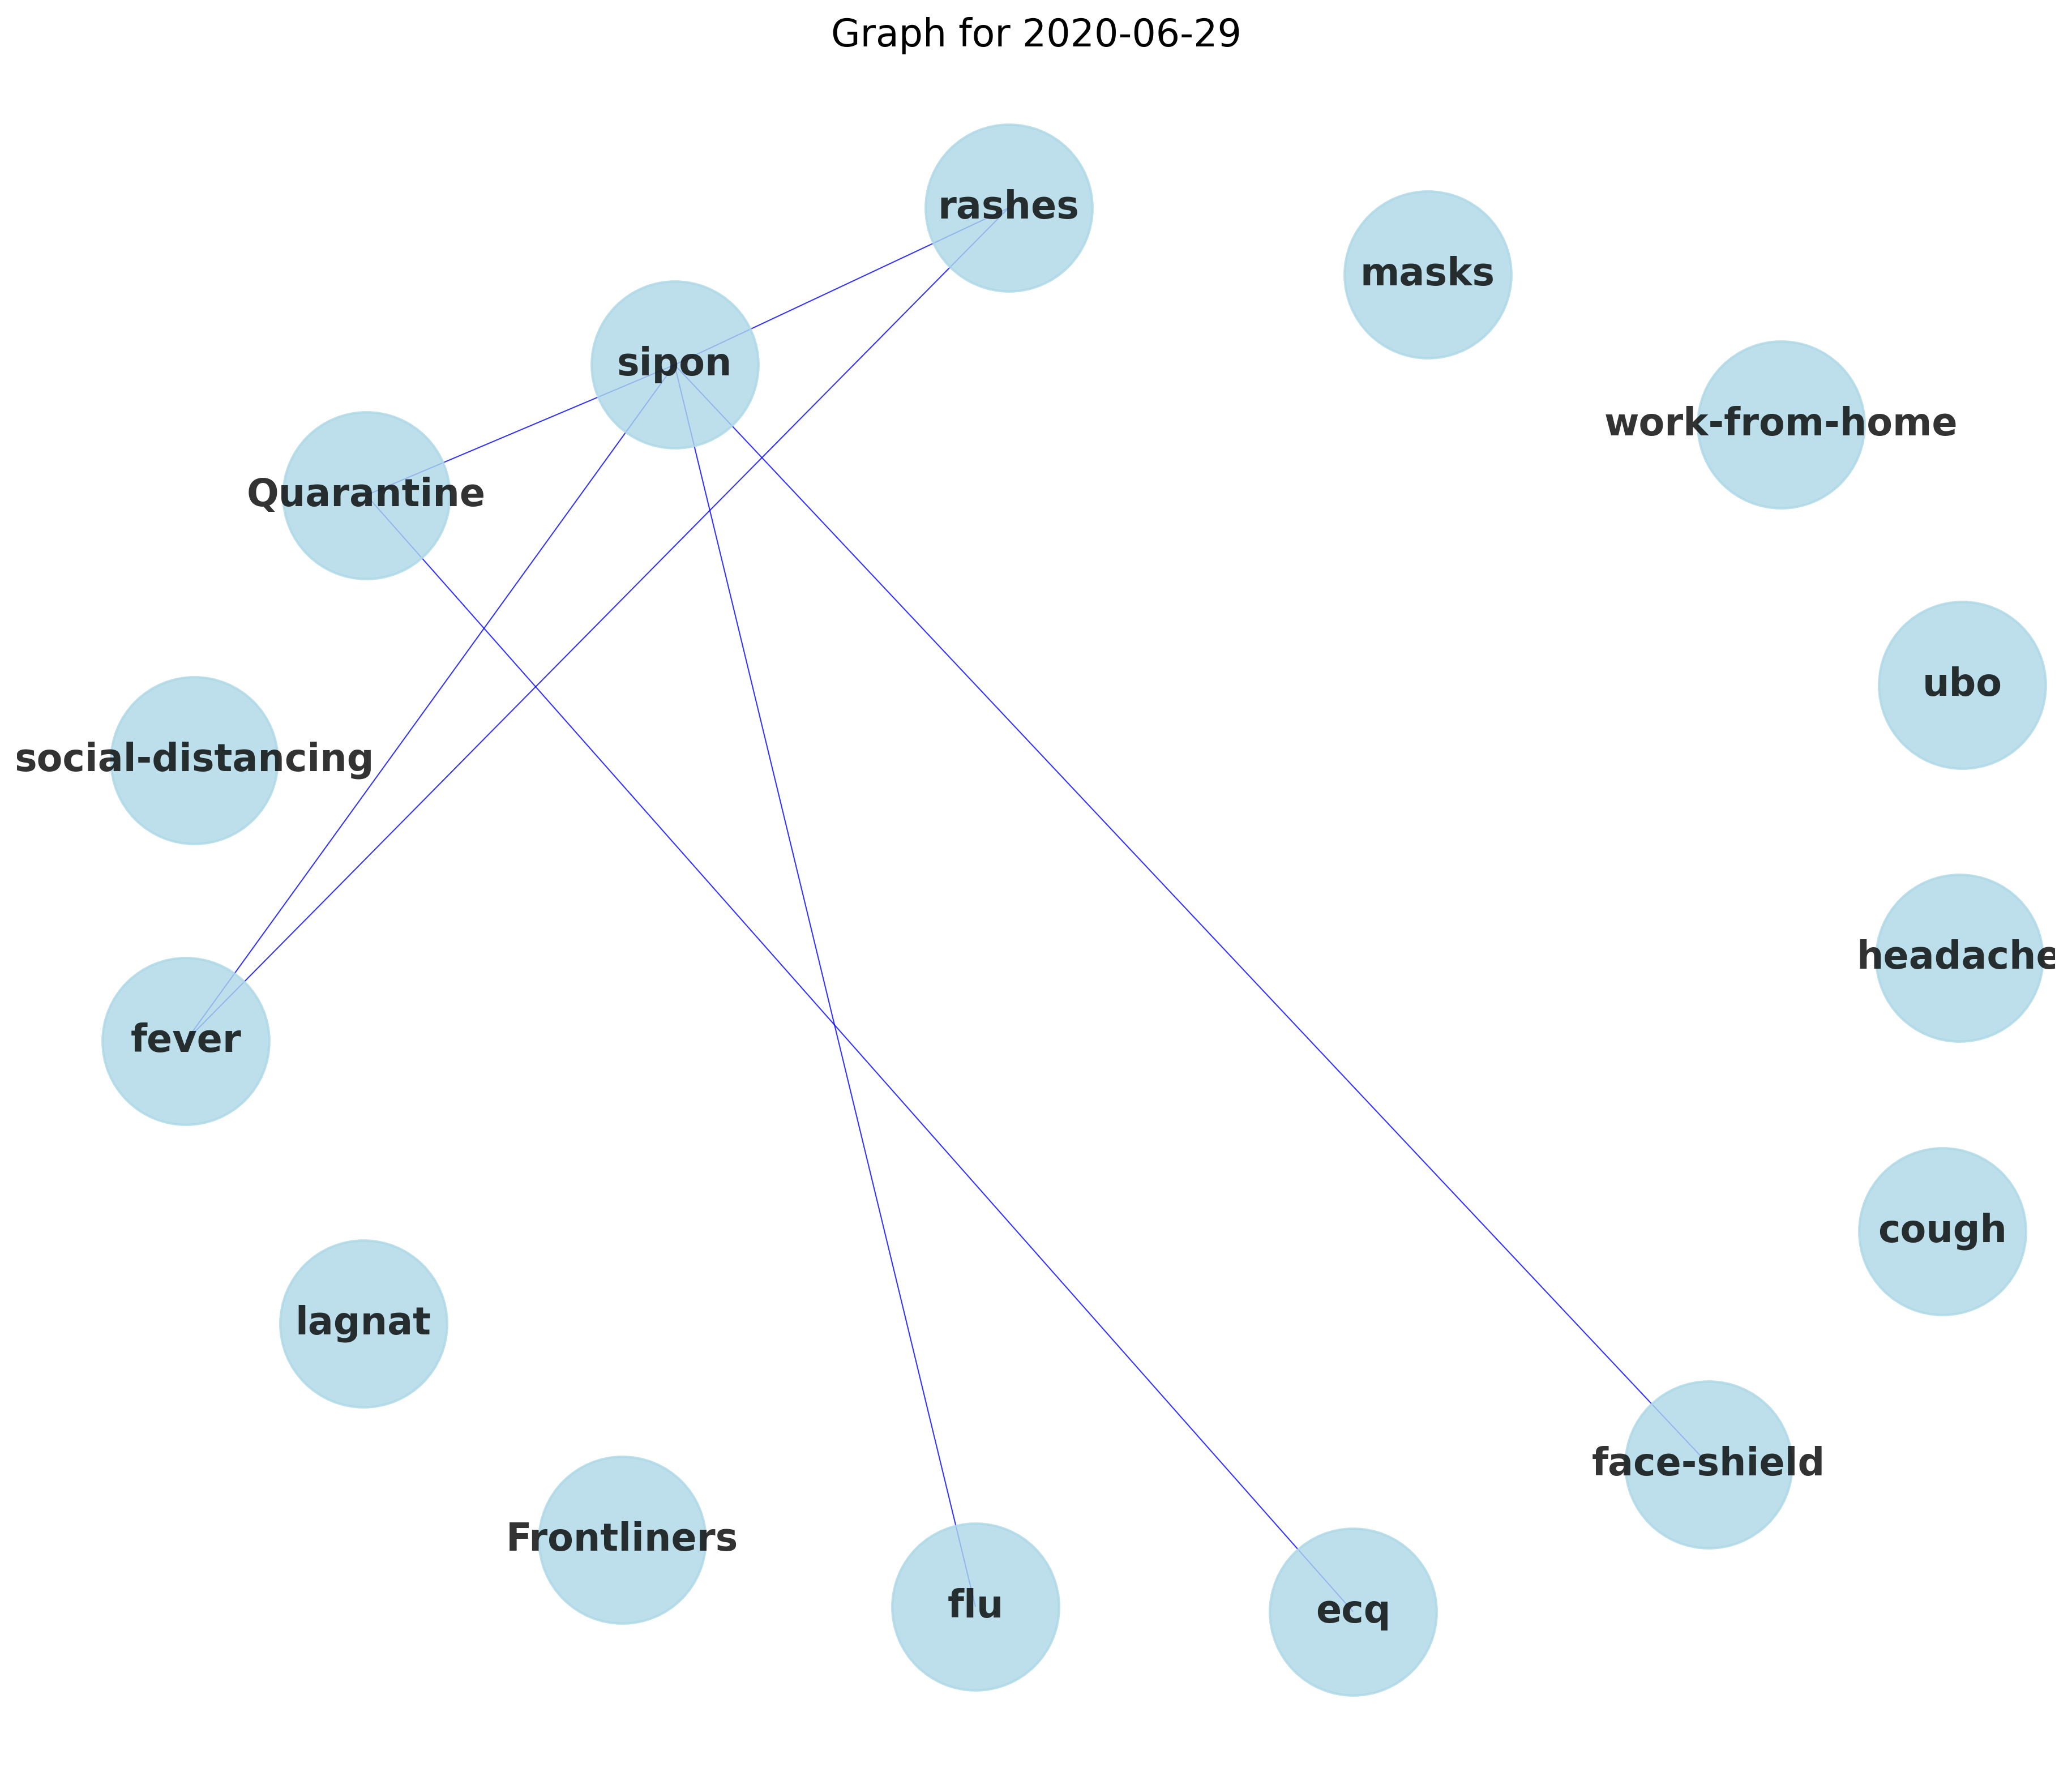 Graph for 2020-06-29
rashes
masks
sipon
work-from-home
Quarantine
ubo
social-distancing
headache
fever
cough
lagnat
face-shield
Frontliners
flu
ecq